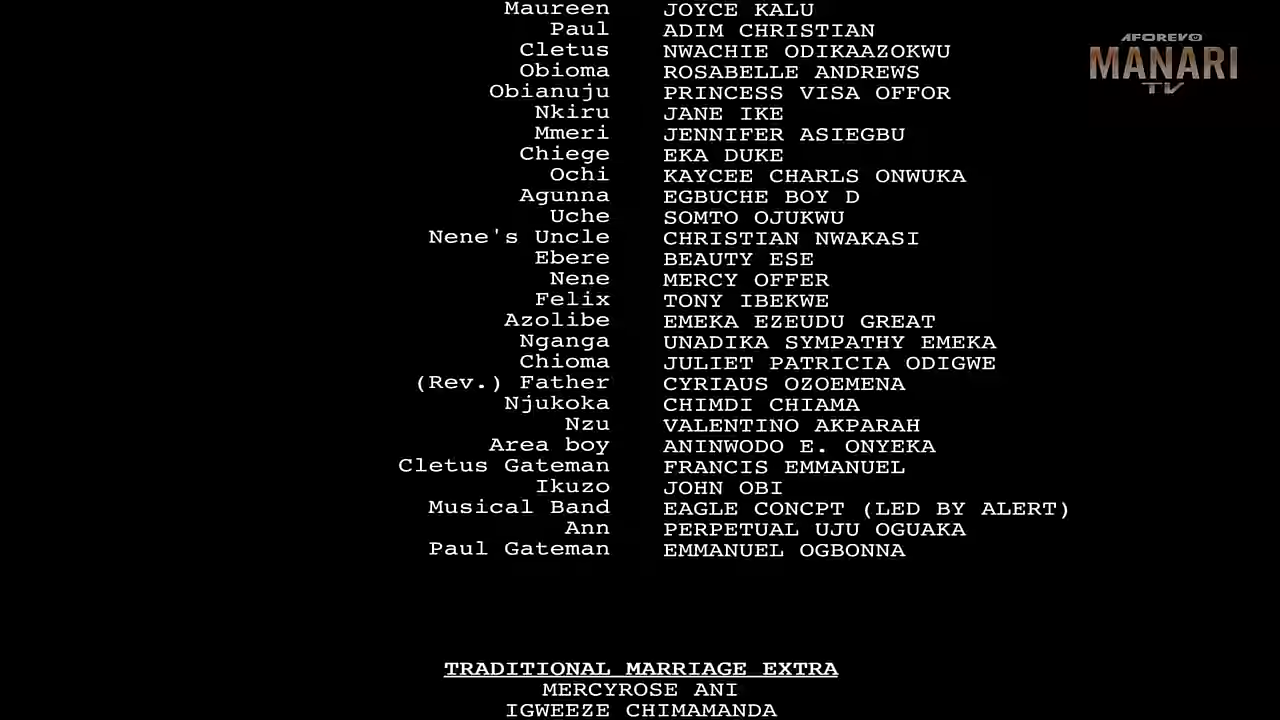 Maureen JOYCE KALU
Paul ADIM CHRISTIAN
Cletus NWACHIE ODIKAAZOKWU
Obioma ROSABELLE ANDREWS
Obianuju PRINCESS VISA OFFOR
Nkiru JANE IKE
Mmeri JENNIFER ASIEGBU
Chiege EKA DUKE
Ochi KAYCEE CHARLS ONWUKA
Agunna EGBUCHE BOY D
Uche SOMTO OJUKWU
Nene's Uncle CHRISTIAN NWAKASI
Ebere BEAUTY ESE
Nene MERCY OFFER
Felix TONY IBEKWE
Azolibe EMEKA EZEUDU GREAT
Nganga UNADIKA SYMPATHY EMEKA
Chioma JULIET PATRICIA ODIGWE
(Rev.) Father CYRIAUS OZOEMENA
Njukoka CHIMDI CHIAMA
Nzu VALENTINO AKPARAH
Area boy ANINWODO E. ONYEKA
Cletus Gateman FRANCIS EMMANUEL
Ikuzo JOHN OBI
Musical Band EAGLE CONCPT (LED BY ALERT)
Ann PERPETUAL UJU OGUAKA
Paul Gateman EMMANUEL OGBONNA
TRADITIONAL MARRIAGE EXTRA
MERCYROSE ANI
IGWEEZE CHIMAMANDA
AFOREVO
MANARI
TV